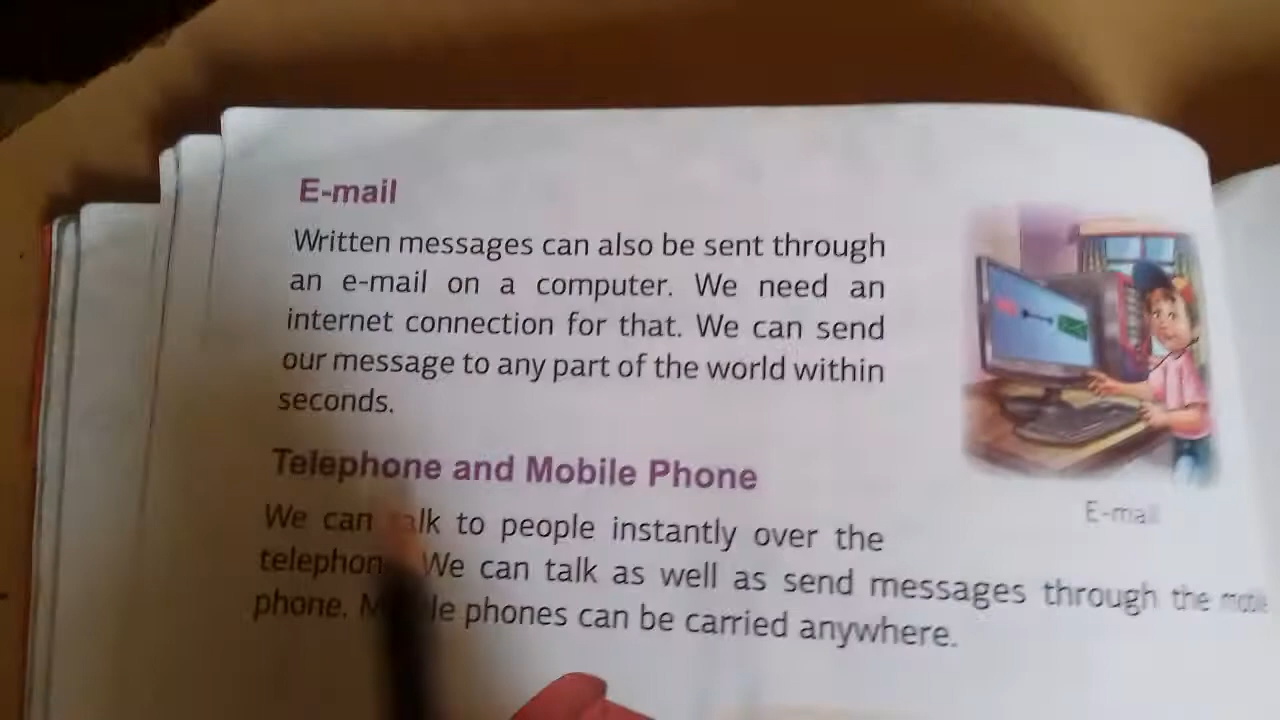 E-mail
Written messages can also be sent through
an e-mail on a computer. We need an
internet connection for that. We can send
our message to any part of the world within
seconds.
E-mail
Telephone and Mobile Phone
We can talk to people instantly over the
We can talk as well as send messages through the
phone. phones can be carried anywhere.